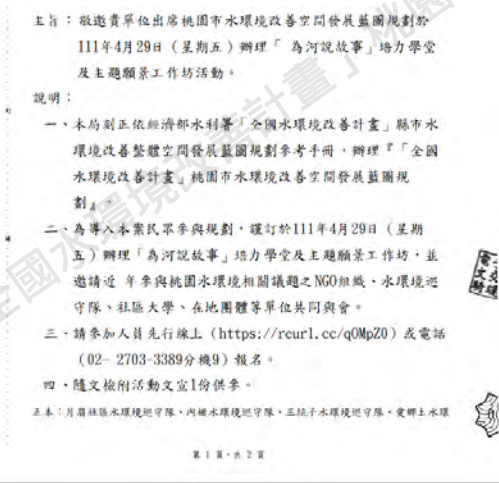 主旨：敬邀貴單位出席桃園市水環境改善空間發展藍圖規劃於
111年4月29日（星期五）辦理「 為河說故事」培力學堂
及主題願景工作坊活動。
說明：
一、本局刻正依經濟部水利署「全國水環境改善計畫」縣市水
環境改善整體空間發展藍圖規劃參考手冊，辦理『「全國
水環境改善計畫」桃園市水環境改善空間發展藍圖規
劃』。
二、為導入本案民眾參與規劃，謹訂於111年4月29日（星期
五）辦理「為河說故事」培力學堂及主題願景工作坊，並
邀請近 年參與桃園水環境相關議題之NGO組織、水環境巡
守隊、社區大學、在地團體等單位共同與會。
三、請參加人員先行線上（https://rcurl.cc/qOMpZ0）或電話
（02- 2703-3389分機9）報名。
四、隨文檢附活動文宣1份供參。
正本：月眉社區水環境巡守隊、內柵水環境巡守隊、三坑子水環境巡守隊、愛鄉土水環
第 1 頁，共 2 頁
全國水環境改善計畫」桃